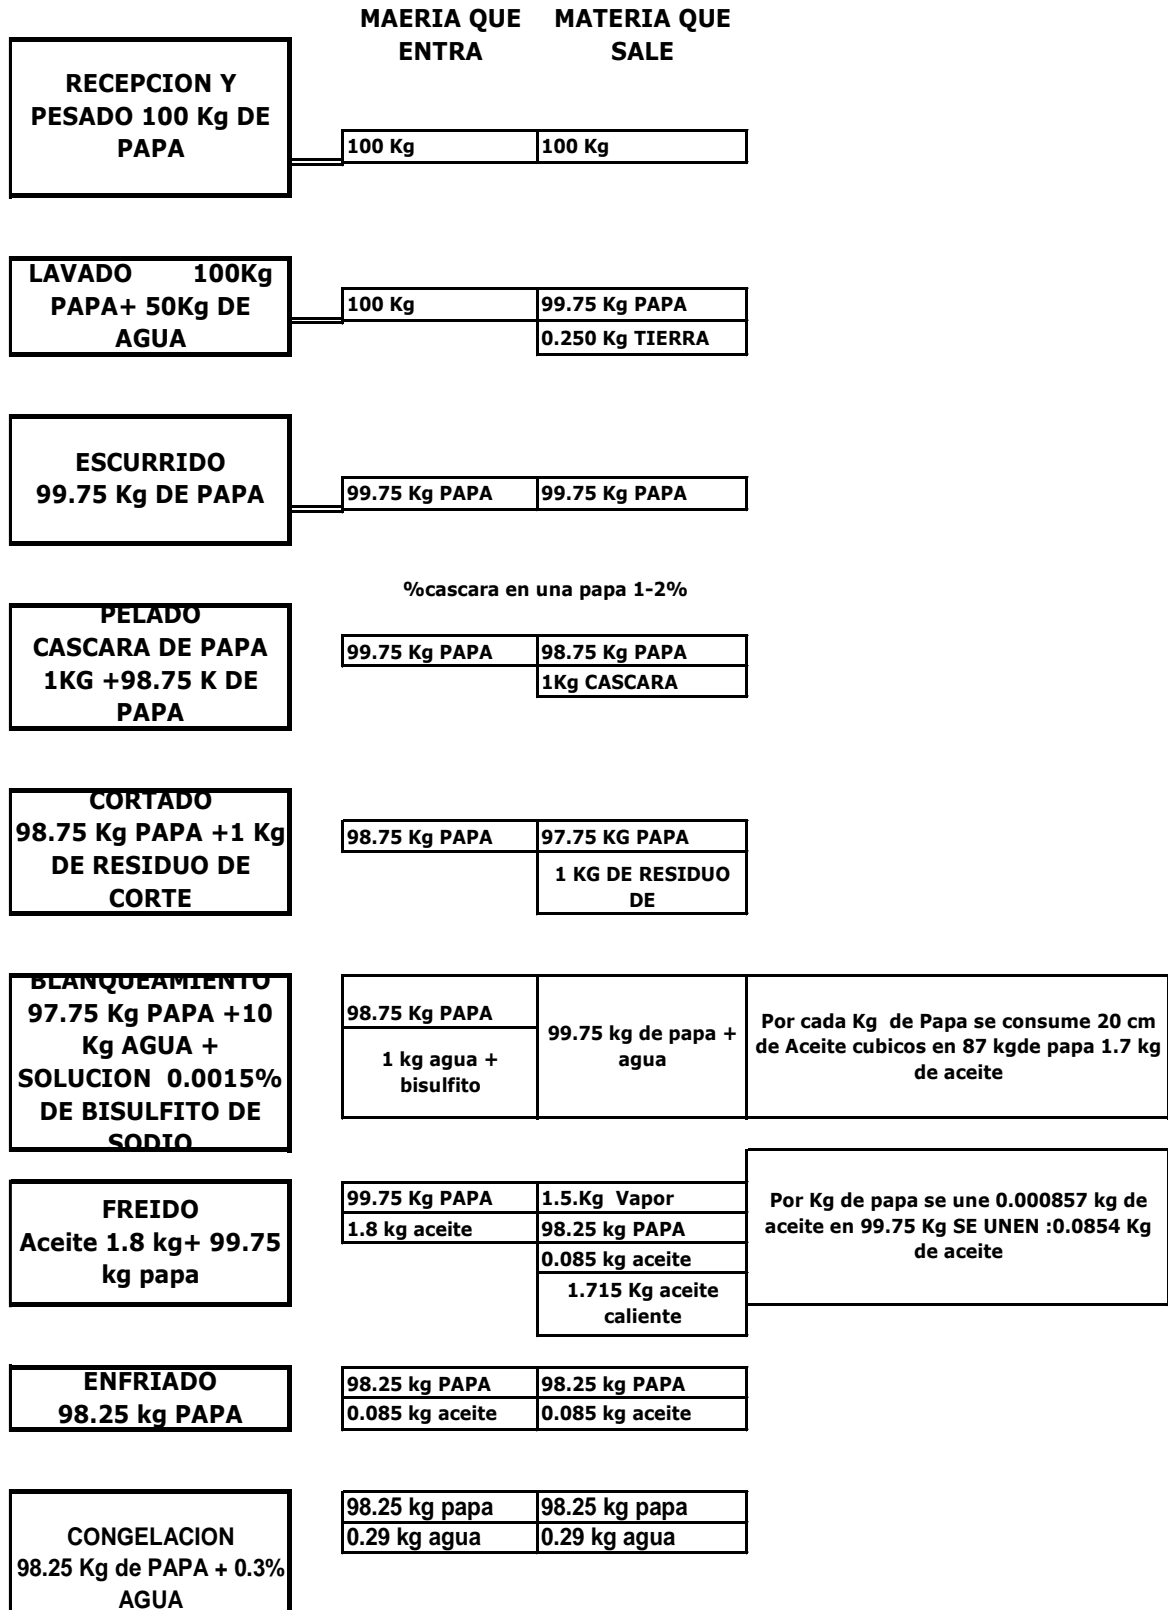 MAERIA QUE ENTRA
MATERIA QUE SALE
RECEPCION Y
PESADO 100 Kg DE
PAPA
100 Kg
100 Kg
LAVADO 100Kg
PAPA+ 50Kg DE
AGUA
100 Kg
99.75 Kg PAPA
0.250 Kg TIERRA
ESCURRIDO
99.75 Kg DE PAPA
99.75 Kg PAPA
99.75 Kg PAPA
%cascara en una papa 1-2%
PELADO
CASCARA DE PAPA
1KG +98.75 K DE
PAPA
99.75 Kg PAPA
98.75 Kg PAPA
1Kg CASCARA
CORTADO
98.75 Kg PAPA +1 Kg
DE RESIDUO DE
CORTE
98.75 Kg PAPA
97.75 KG PAPA
1 KG DE RESIDUO
DE
BLANQUEAMIENTO
97.75 Kg PAPA +10
Kg AGUA +
SOLUCION 0.0015%
DE BISULFITO DE
SODIO
98.75 Kg PAPA
1 kg agua +
bisulfito
99.75 kg de papa +
agua
Por cada Kg de Papa se consume 20 cm
de Aceite cubicos en 87 kgde papa 1.7 kg
de aceite
FREIDO
Aceite 1.8 kg+ 99.75
kg papa
99.75 Kg PAPA
1.8 kg aceite
1.5.Kg Vapor
98.25 kg PAPA
0.085 kg aceite
1.715 Kg aceite
caliente
Por Kg de papa se une 0.000857 kg de
aceite en 99.75 Kg SE UNEN :0.0854 Kg
de aceite
ENFRIADO
98.25 kg PAPA
98.25 kg PAPA
98.25 kg PAPA
0.085 kg aceite
0.085 kg aceite
CONGELACION
98.25 Kg de PAPA + 0.3%
AGUA
98.25 kg papa
98.25 kg papa
0.29 kg agua
0.29 kg agua